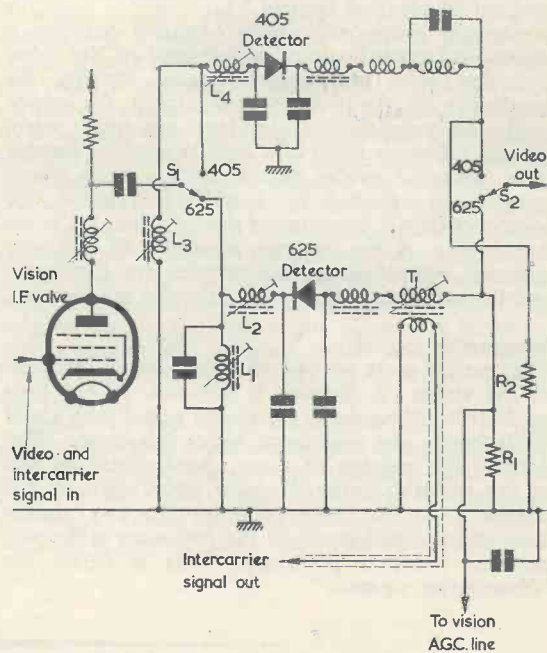 405
Detector
L4
S1
405
625
L3
Vision
I.F. valve
625
Detector
L2
L1
T1
405
Video
out
S2
625
R2
R1
Video and
intercarrier
signal in
Intercarrier
signal out
To vision
A.G.C. line